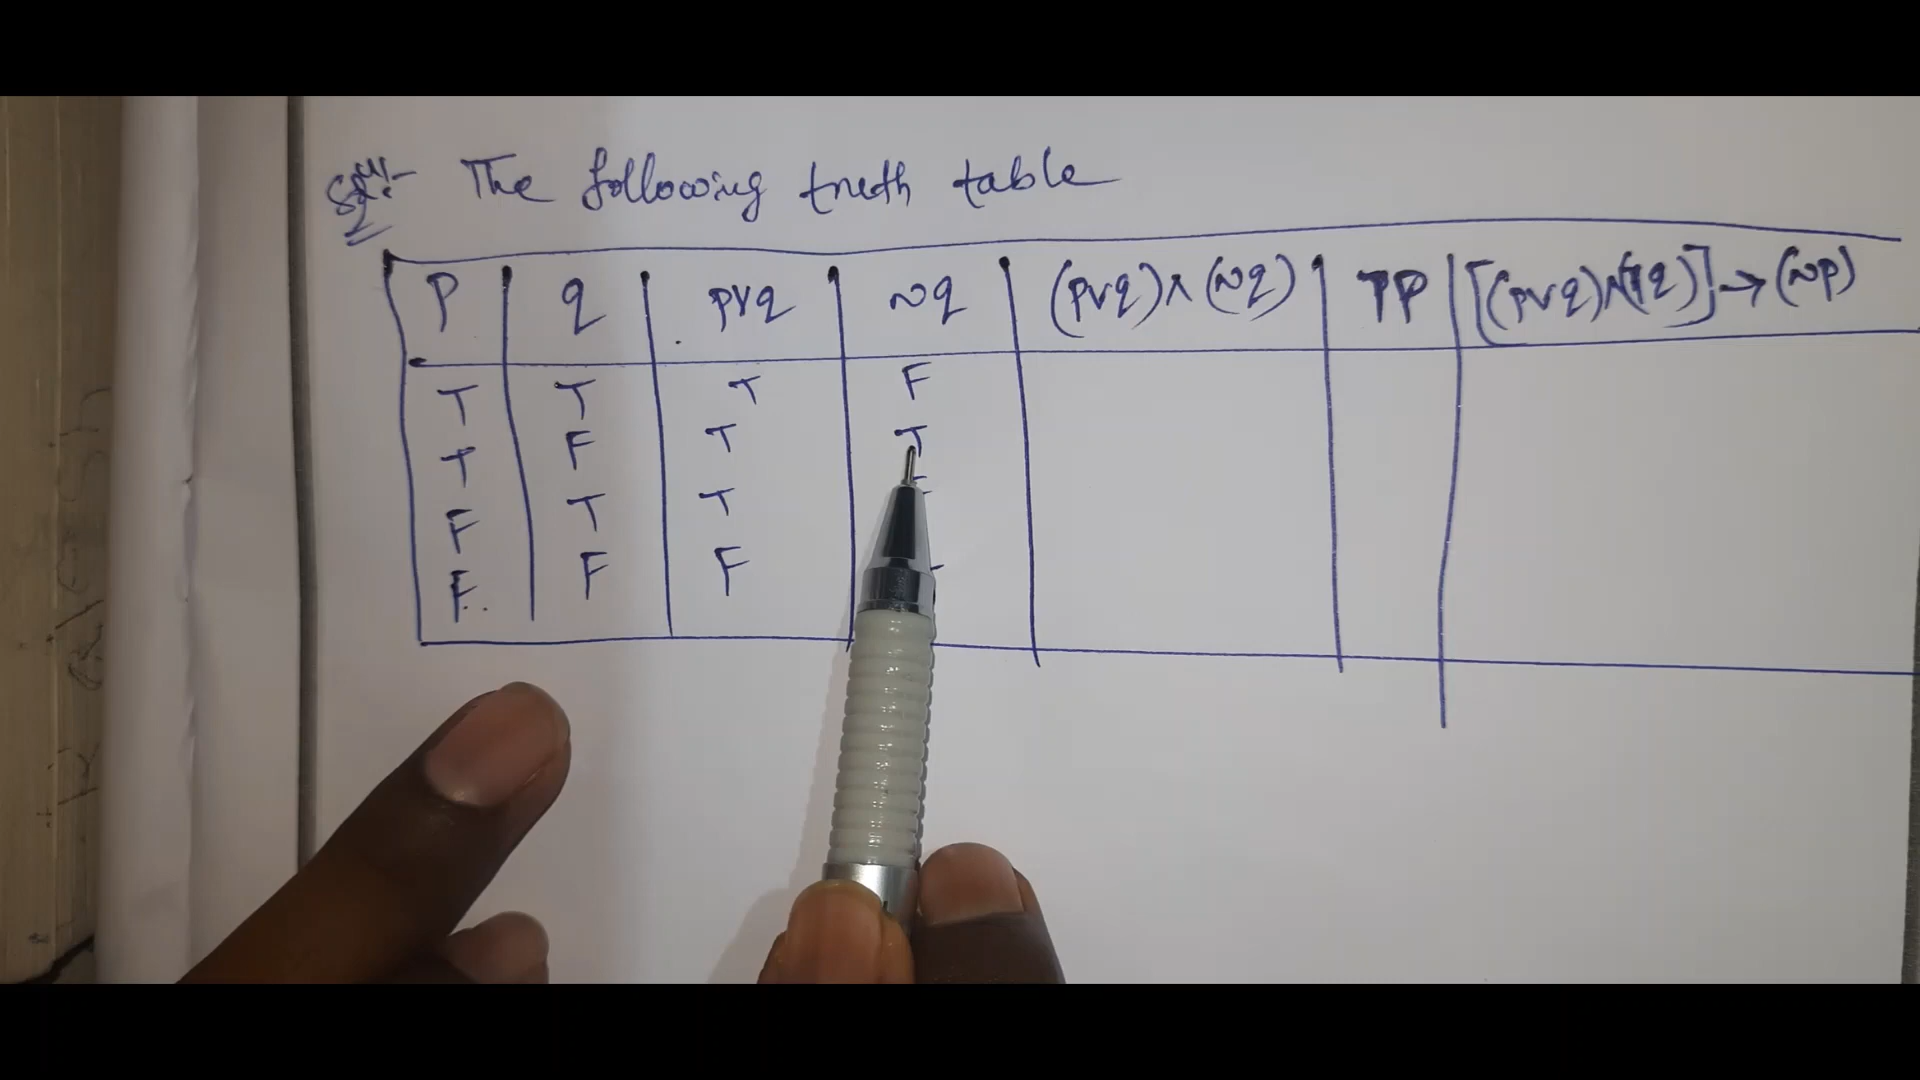 Sol:- The following truth table
p q p∨q ~q (p∨q)∧(~q) ⌉p [(p∨q)∧(⌉q)]→(~p)
T T T F
T F T T
F T T
F F F